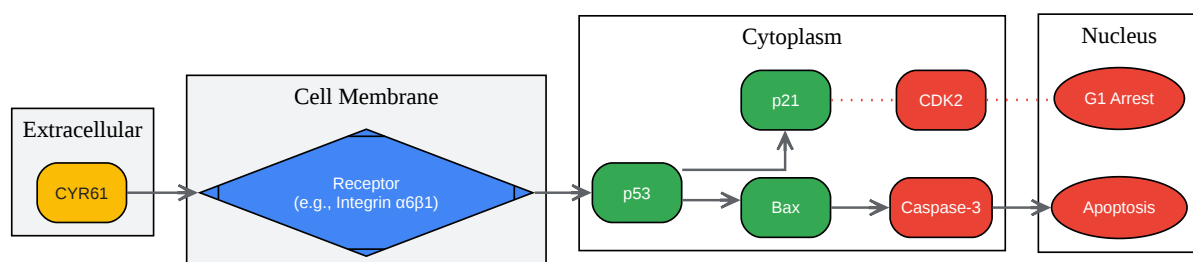 Extracellular
CYR61
Cell Membrane
Receptor
(e.g., Integrin α6β1)
Cytoplasm
p53
p21
CDK2
Bax
Caspase-3
Nucleus
G1 Arrest
Apoptosis